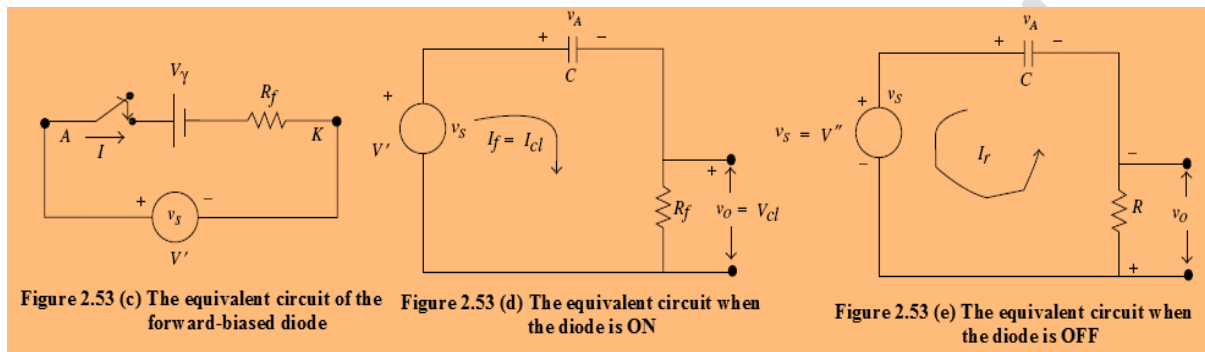 Vγ
Rf
A
I
K
+ vs −
V′
Figure 2.53 (c) The equivalent circuit of the
forward-biased diode
vA
+ −
C
+
vs
V′
If = Icl
+
Rf
vo = Vcl
Figure 2.53 (d) The equivalent circuit when
the diode is ON
vA
+ −
C
+
vs
vs = V″
−
Ir
−
R
vo
+
Figure 2.53 (e) The equivalent circuit when
the diode is OFF